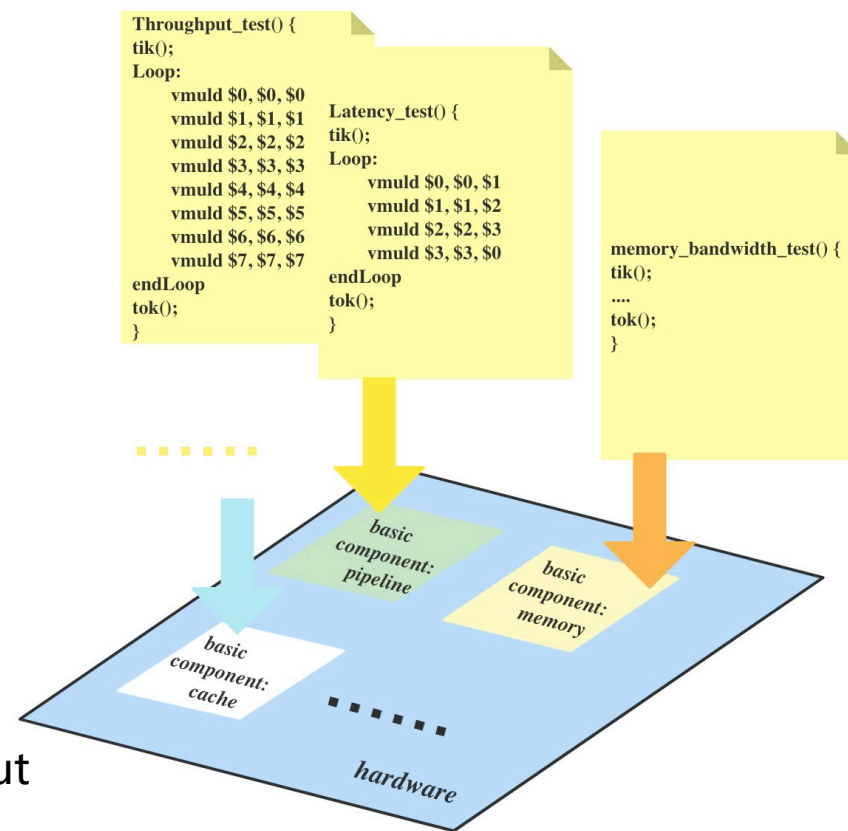 Throughput_test() {
tik();
Loop:
vmuld $0, $0, $0
vmuld $1, $1, $1
vmuld $2, $2, $2
vmuld $3, $3, $3
vmuld $4, $4, $4
vmuld $5, $5, $5
vmuld $6, $6, $6
vmuld $7, $7, $7
endLoop
tok();
}
Latency_test() {
tik();
Loop:
vmuld $0, $0, $1
vmuld $1, $1, $2
vmuld $2, $2, $3
vmuld $3, $3, $0
endLoop
tok();
}
memory_bandwidth_test() {
tik();
....
tok();
}
basic
component:
pipeline
basic
component:
memory
basic
component:
cache
hardware